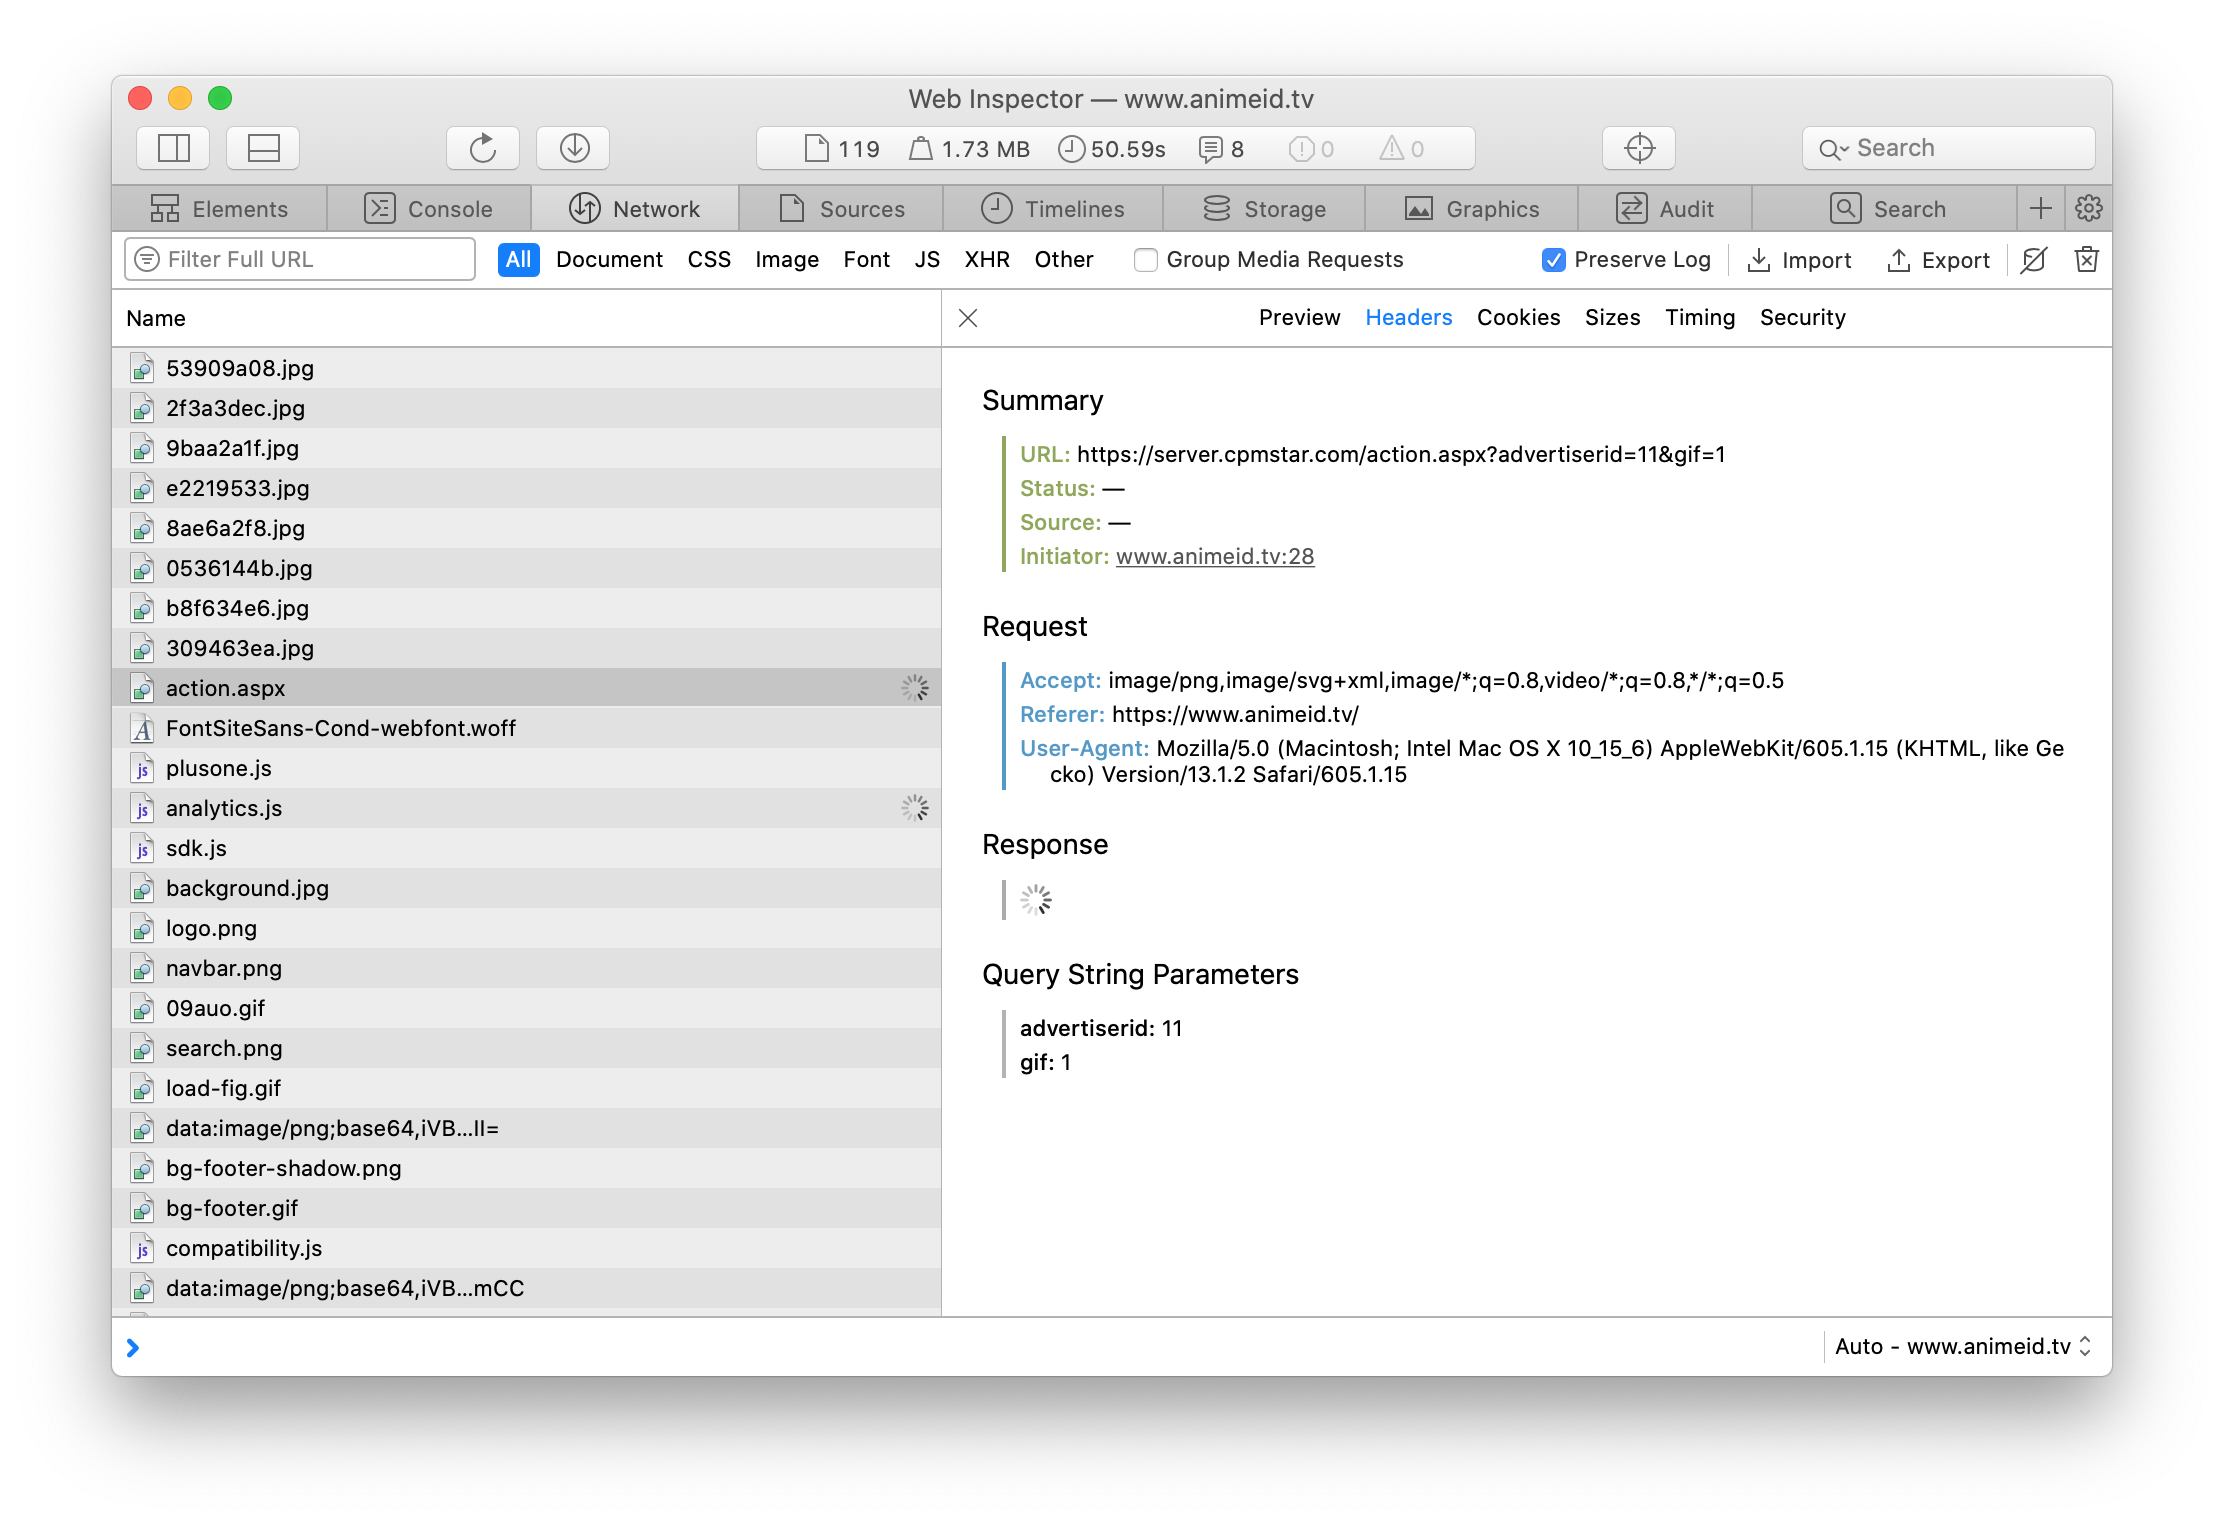 Web Inspector — www.animeid.tv
119 1.73 MB 50.59s 8 0 0 Search
Elements Console Network Sources Timelines Storage Graphics Audit Search
Filter Full URL All Document CSS Image Font JS XHR Other Group Media Requests Preserve Log Import Export
Name
53909a08.jpg
2f3a3dec.jpg
9baa2a1f.jpg
e2219533.jpg
8ae6a2f8.jpg
0536144b.jpg
b8f634e6.jpg
309463ea.jpg
action.aspx
FontSiteSans-Cond-webfont.woff
plusone.js
analytics.js
sdk.js
background.jpg
logo.png
navbar.png
09auo.gif
search.png
load-fig.gif
data:image/png;base64,iVB...II=
bg-footer-shadow.png
bg-footer.gif
compatibility.js
data:image/png;base64,iVB...mCC
Preview Headers Cookies Sizes Timing Security
Summary
URL: https://server.cpmstar.com/action.aspx?advertiserid=11&gif=1
Status: —
Source: —
Initiator: www.animeid.tv:28
Request
Accept: image/png,image/svg+xml,image/*;q=0.8,video/*;q=0.8,*/*;q=0.5
Referer: https://www.animeid.tv/
User-Agent: Mozilla/5.0 (Macintosh; Intel Mac OS X 10_15_6) AppleWebKit/605.1.15 (KHTML, like Ge
cko) Version/13.1.2 Safari/605.1.15
Response
Query String Parameters
advertiserid: 11
gif: 1
Auto - www.animeid.tv